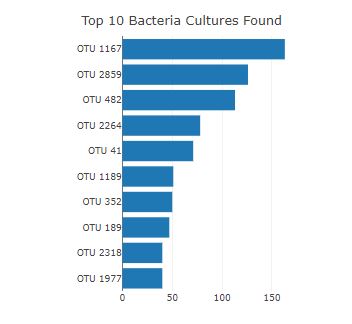 Top 10 Bacteria Cultures Found
OTU 1167
OTU 2859
OTU 482
OTU 2264
OTU 41
OTU 1189
OTU 352
OTU 189
OTU 2318
OTU 1977
0 50 100 150